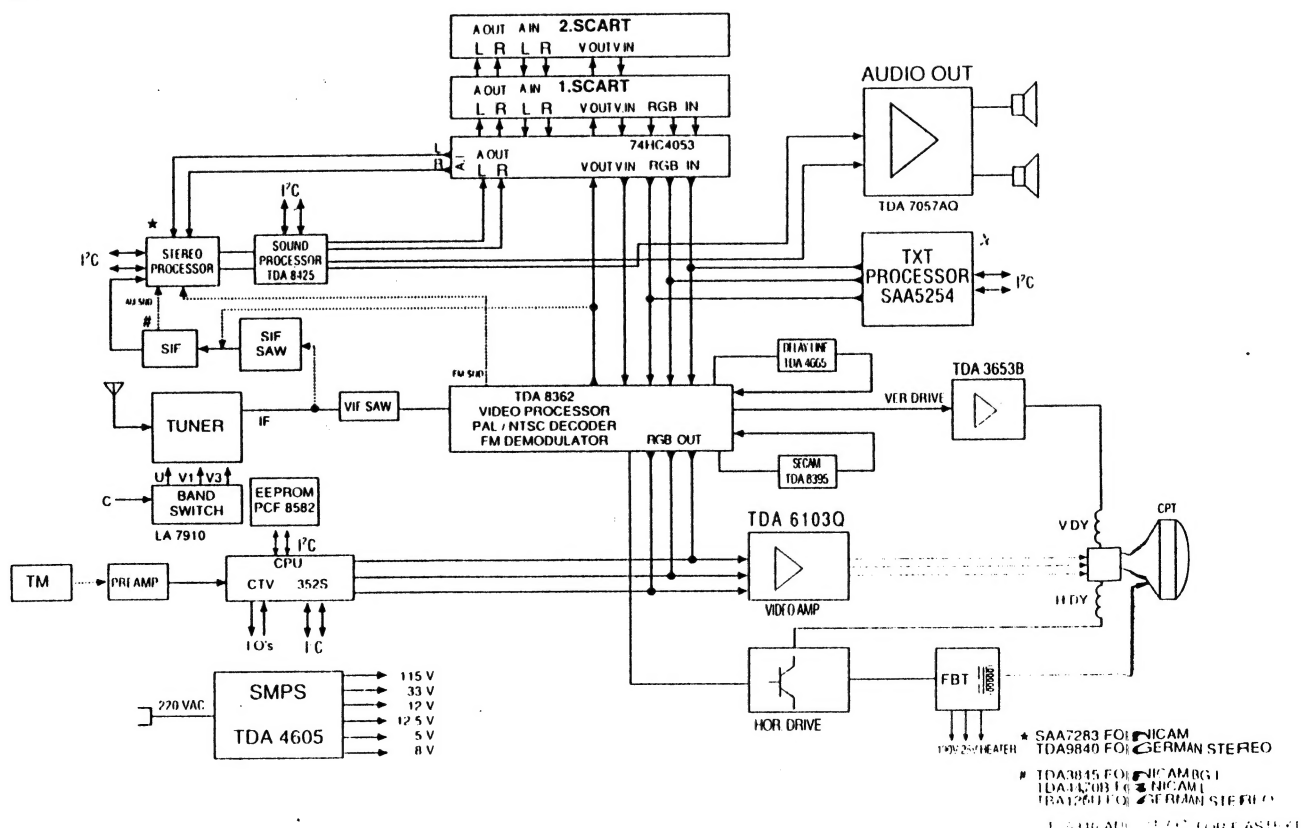 2.SCART
A OUT A IN
L R L R V OUT V IN
1.SCART
A OUT A IN
L R L R V OUT V.IN RGB IN
74HC4053
L
R
A.I
A OUT
L R V OUT V IN RGB IN
AUDIO OUT
TDA 7057AQ
I²C
★
STEREO
PROCESSOR
I²C
SOUND
PROCESSOR
TDA 8425
TXT
PROCESSOR
SAA5254
I²C
AM SND
#
SIF
SIF
SAW
FM SND
DELAY LINE
TDA 4665
TUNER
IF
VIF SAW
TDA 8362
VIDEO PROCESSOR
PAL / NTSC DECODER
FM DEMODULATOR
RGB OUT
VER DRIVE
TDA 3653B
SECAM
TDA 8395
U V1 V3
C
BAND
SWITCH
LA 7910
EEPROM
PCF 8582
I²C
TM
PREAMP
CPU
CTV 352S
I O's
I²C
TDA 6103Q
VIDEO AMP
V DY
CPT
H DY
220 VAC
SMPS
TDA 4605
115 V
33 V
12 V
12.5 V
5 V
8 V
HOR. DRIVE
FBT
HEATER
★ SAA7283 FOR NICAM
TDA9840 FOR GERMAN STEREO
# TDA3845 FOR NICAM BG I
NICAM L
GERMAN STEREO